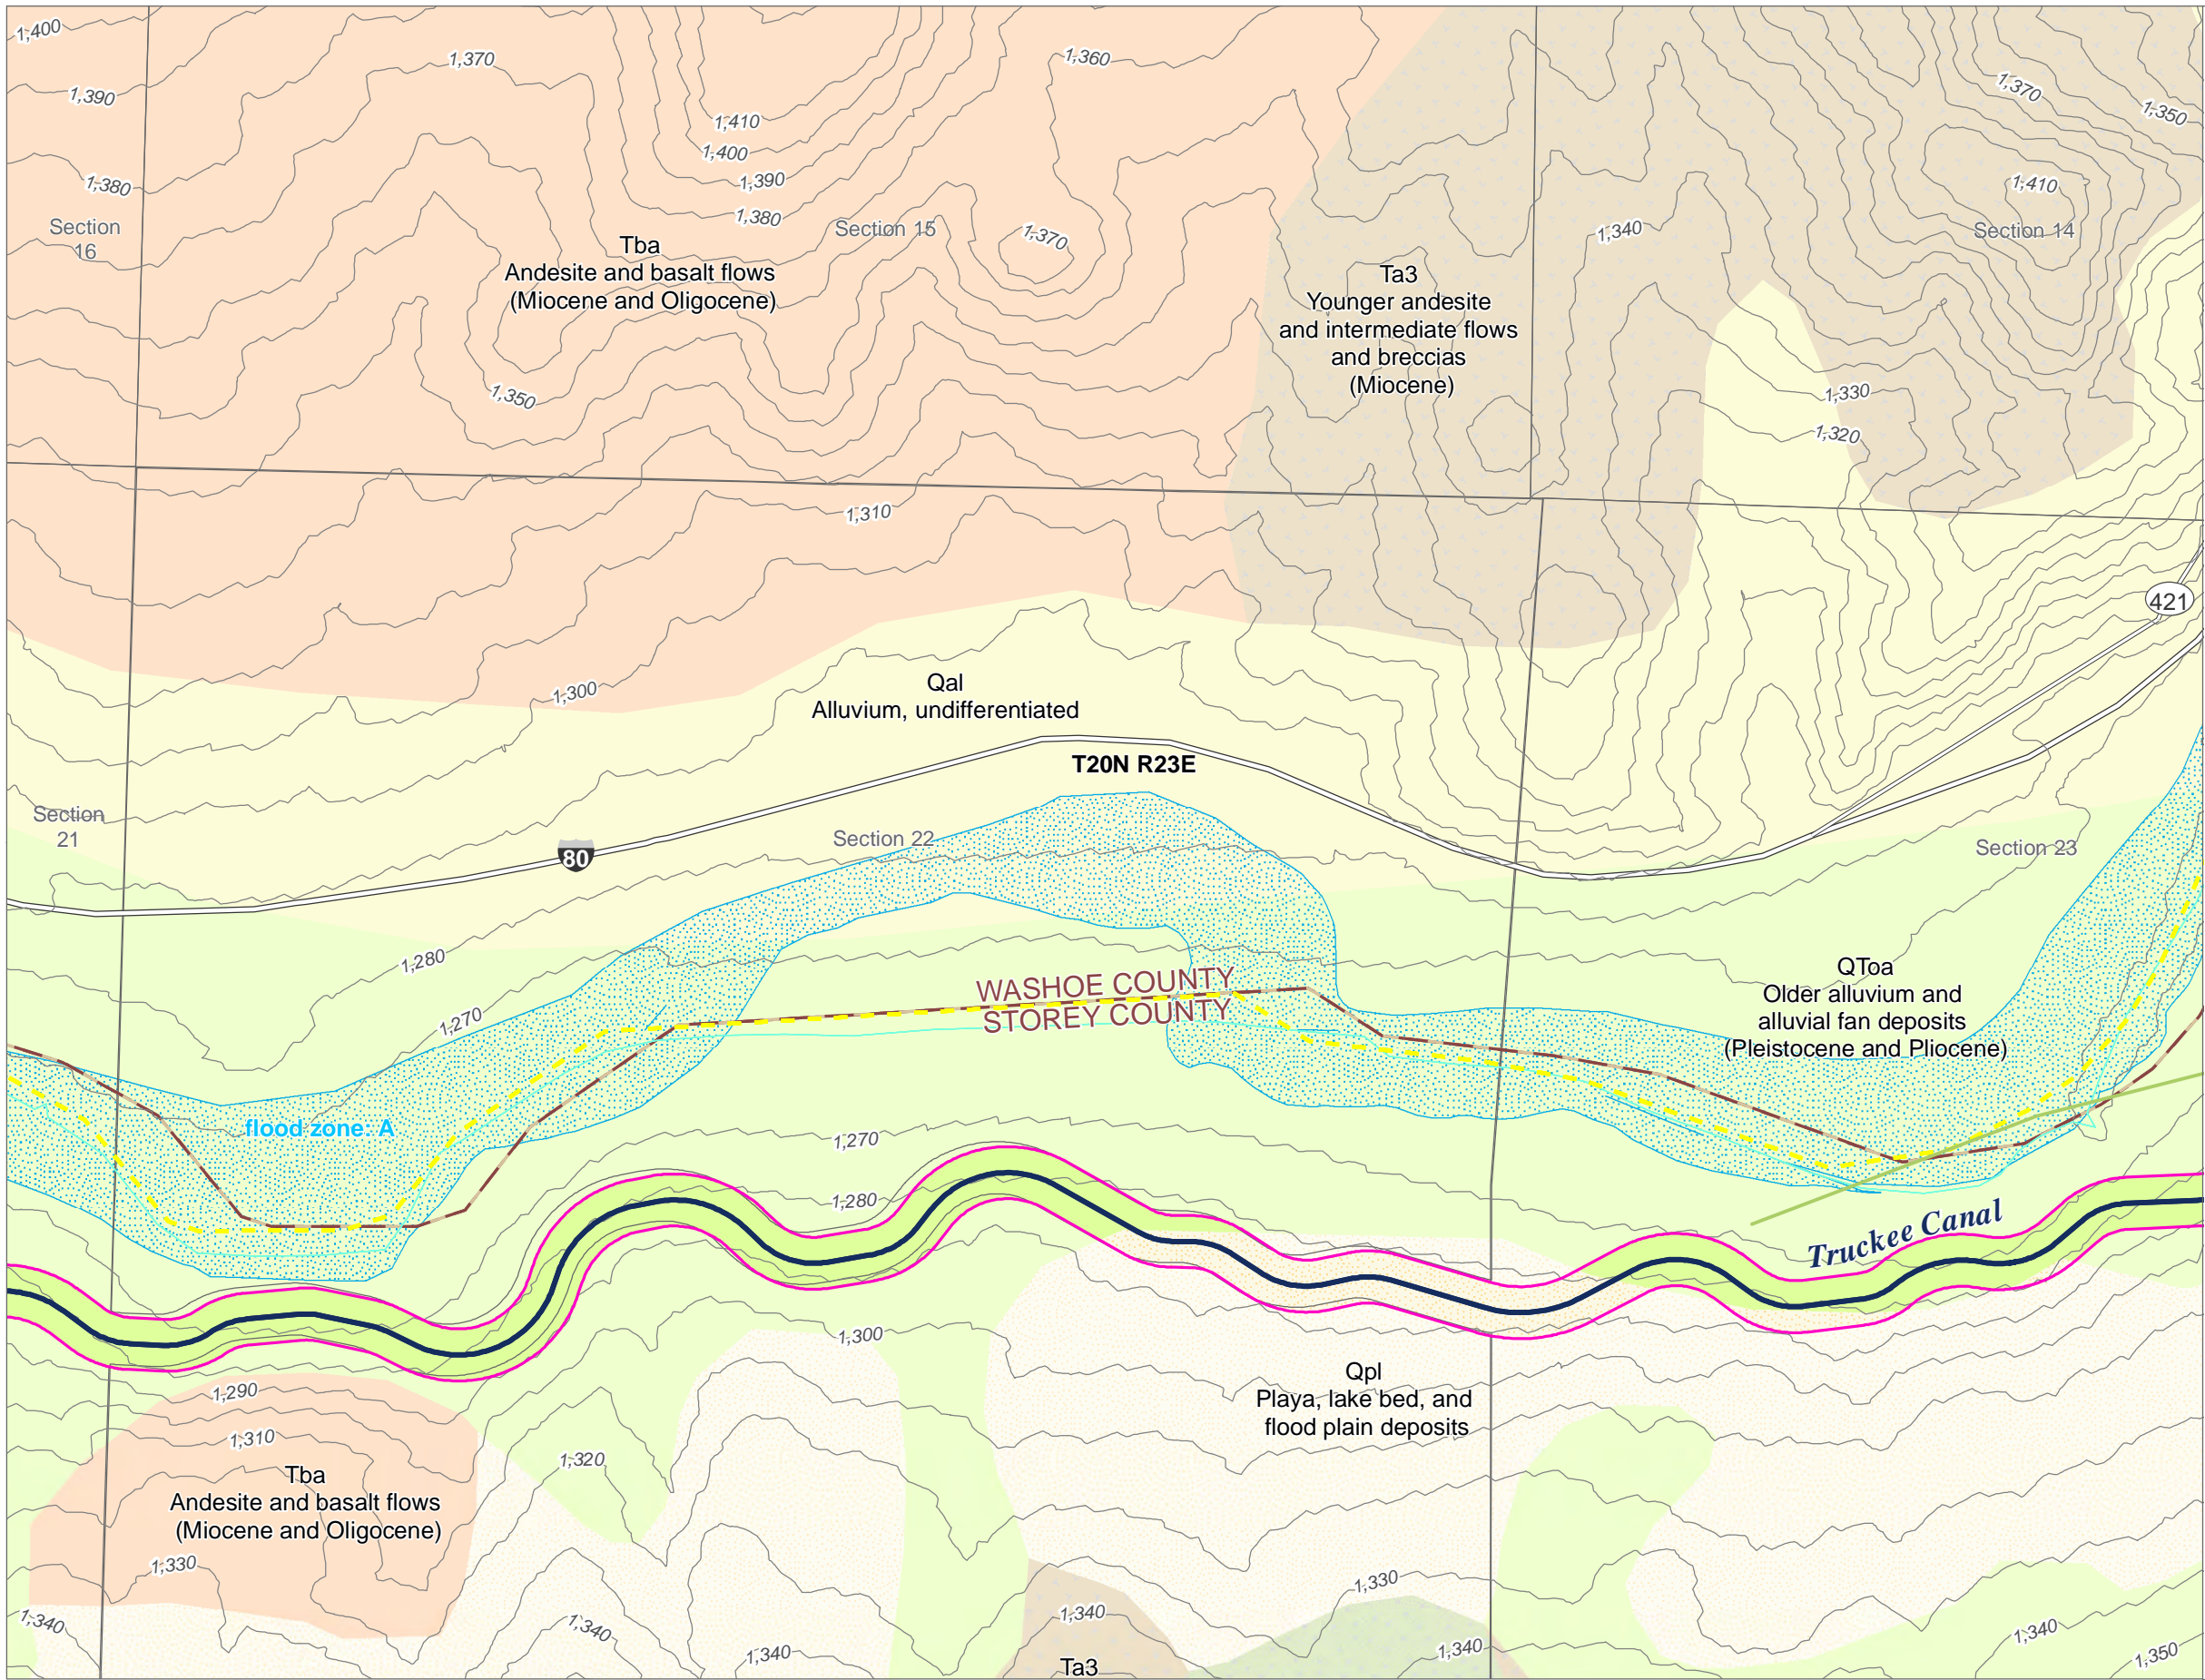 1,400
1,370
1,360
1,390
1,370
1,350
1,410
1,400
1,390
1,380
1,380
1,410
Section
16
Section 15
1,370
1,340
Section 14
Tba
Andesite and basalt flows
(Miocene and Oligocene)
Ta3
Younger andesite
and intermediate flows
and breccias
(Miocene)
1,350
1,330
1,320
1,310
421
1,300
Qal
Alluvium, undifferentiated
T20N R23E
Section
21
Section 22
80
Section 23
1,280
1,270
WASHOE COUNTY
STOREY COUNTY
QToa
Older alluvium and
alluvial fan deposits
(Pleistocene and Pliocene)
flood zone: A
1,270
1,280
Truckee Canal
1,300
1,290
1,310
Qpl
Playa, lake bed, and
flood plain deposits
1,320
Tba
Andesite and basalt flows
(Miocene and Oligocene)
1,330
1,330
1,340
1,340
1,340
1,340
1,340
1,340
1,350
Ta3